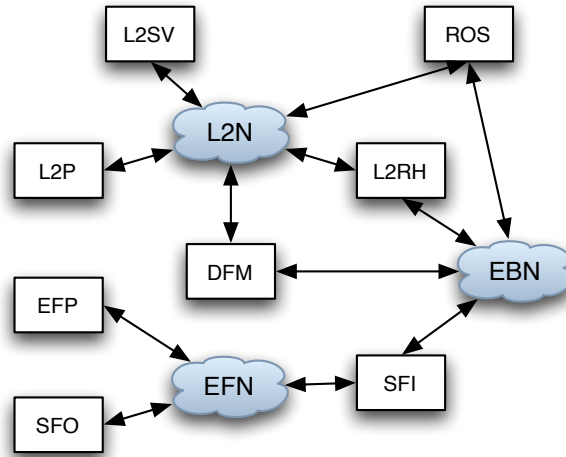 L2SV
ROS
L2N
L2P
L2RH
DFM
EBN
EFP
EFN
SFI
SFO